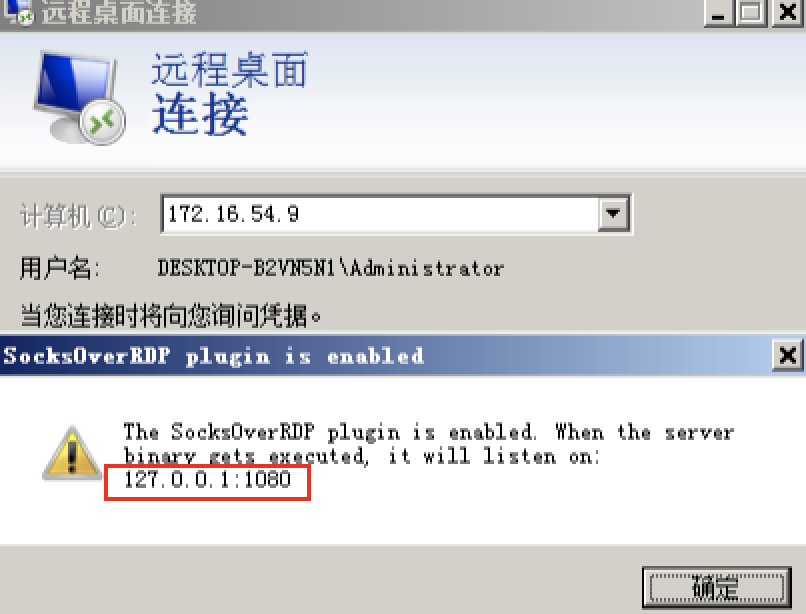 远程桌面连接
远程桌面
连接
计算机(C):
172.16.54.9
用户名:
DESKTOP-B2VN5N1\Administrator
当您连接时将向您询问凭据。
SocksOverRDP plugin is enabled
The SocksOverRDP plugin is enabled. When the server
binary gets executed, it will listen on:
127.0.0.1:1080
确定